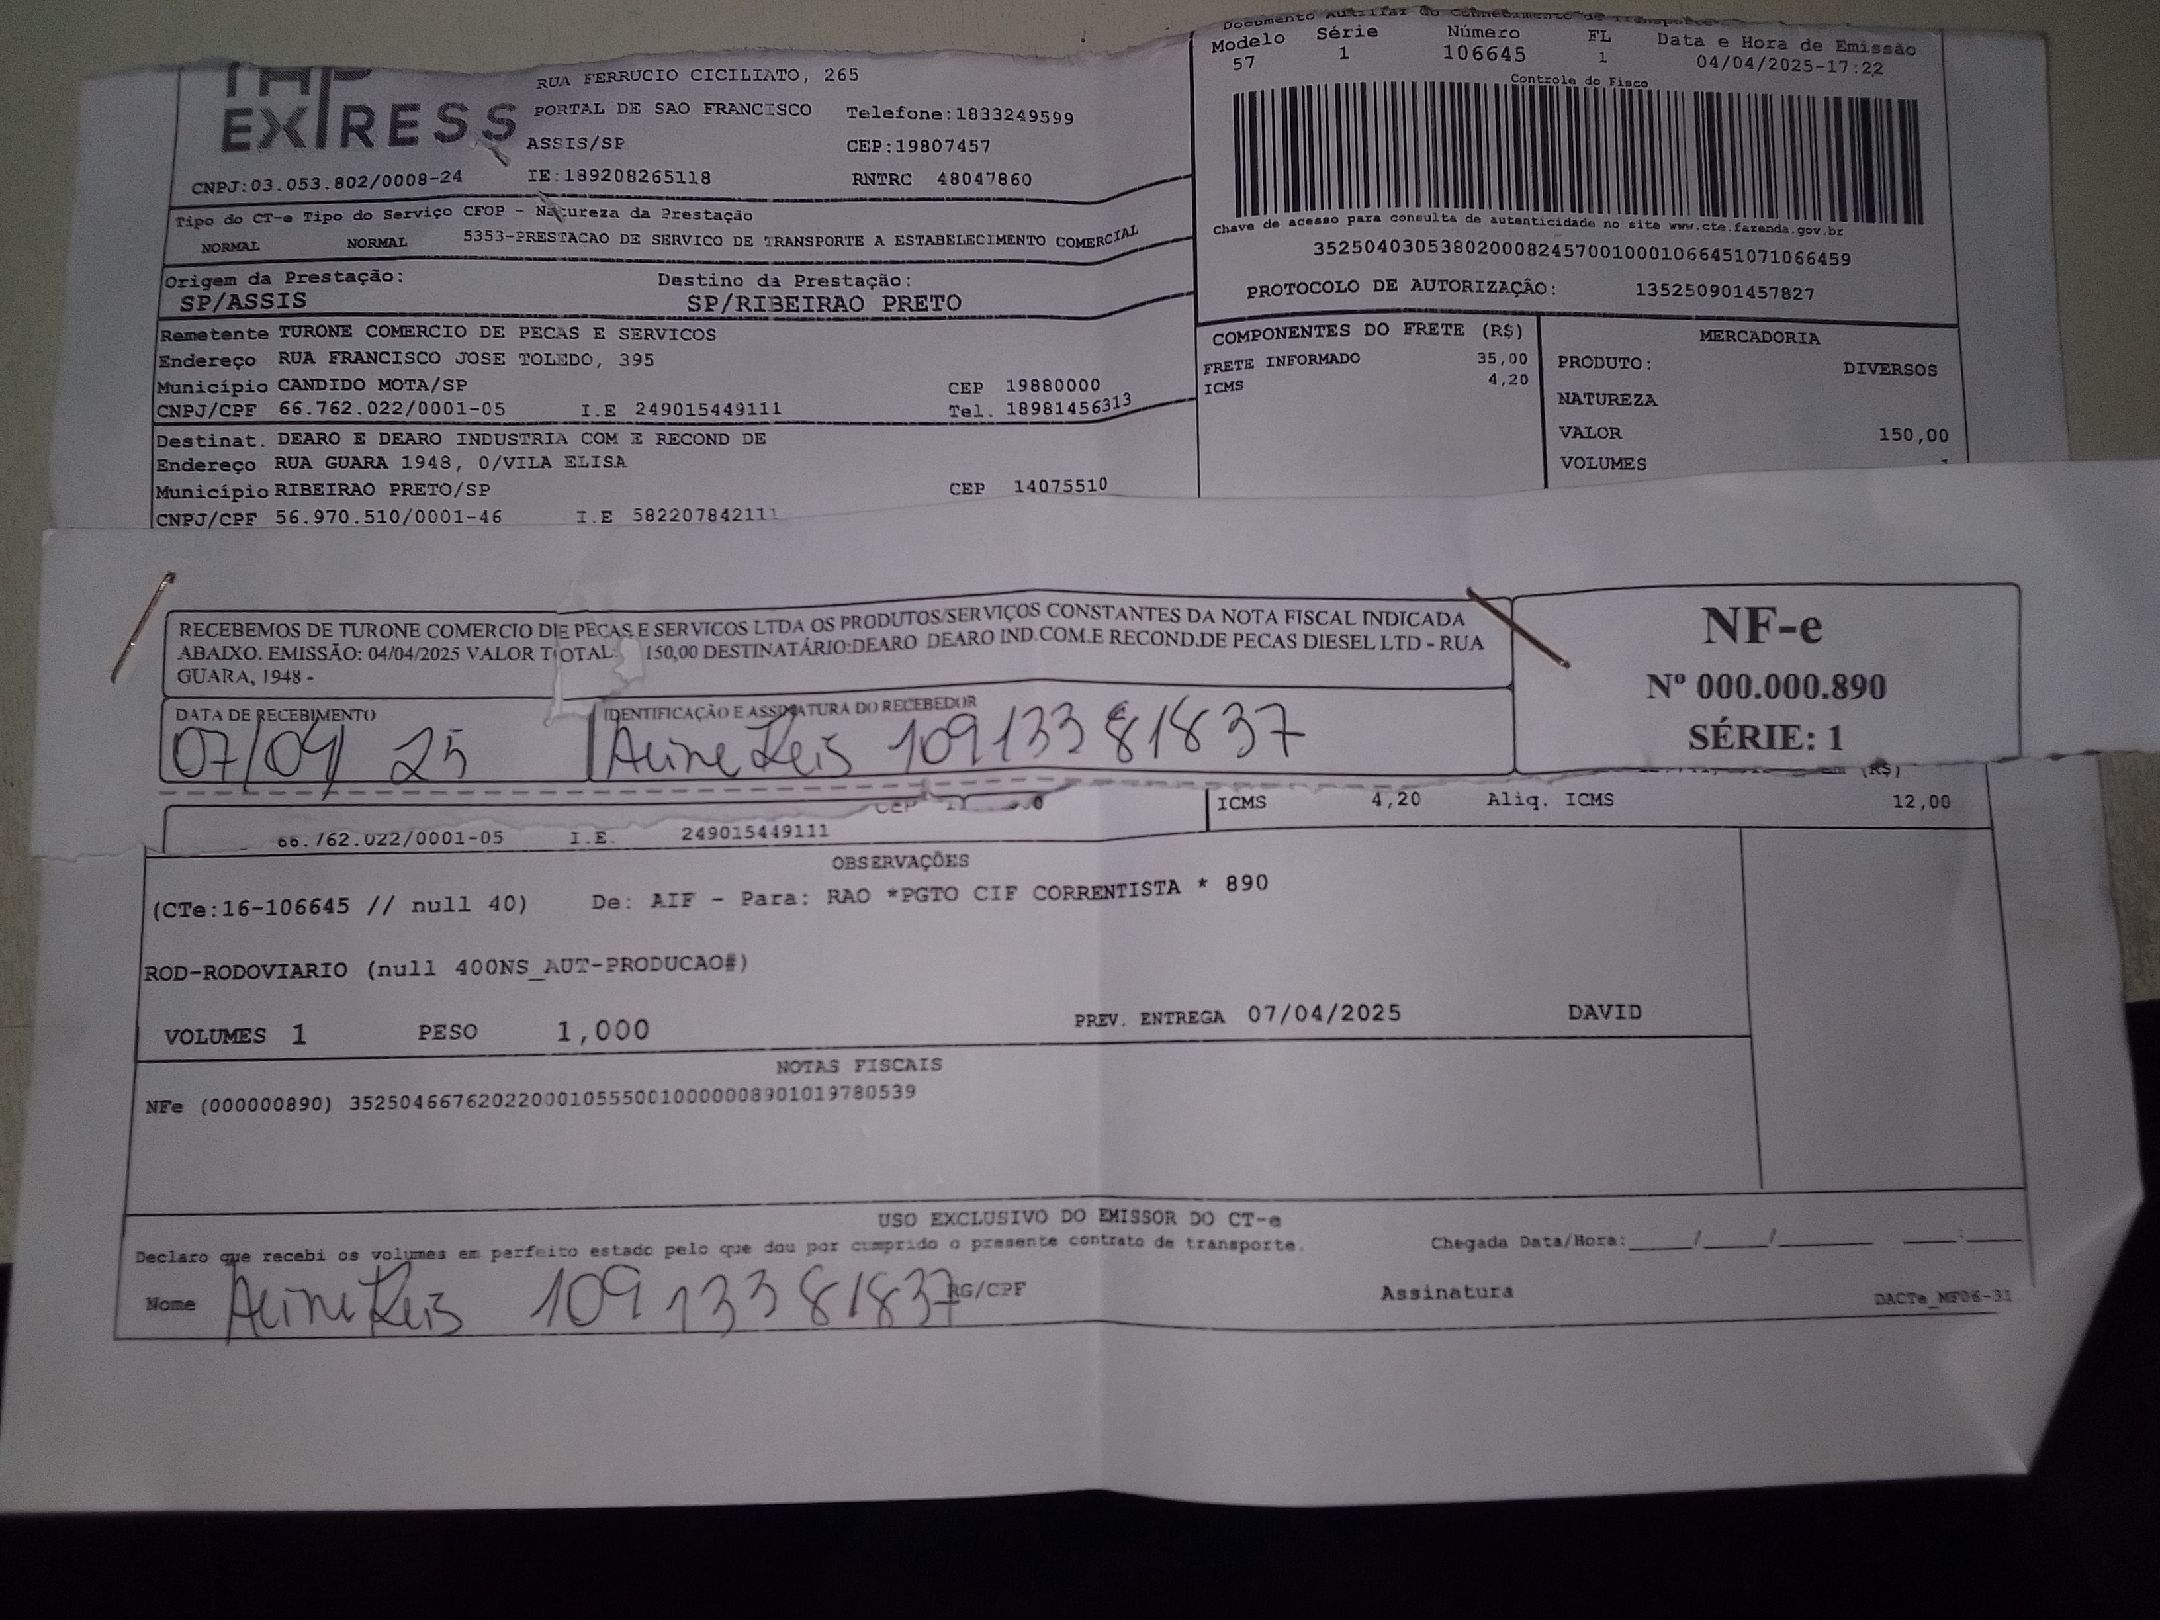 Documento Auxiliar do Conhecimento de Transporte
EXPRESS
RUA FERRUCIO CICILIATO, 265
PORTAL DE SAO FRANCISCO Telefone:1833249599
ASSIS/SP CEP:19807457
CNPJ:03.053.802/0008-24 IE:189208265118 RNTRC 48047860
Modelo Série Número FL Data e Hora de Emissão
57 1 106645 1 04/04/2025-17:22
Controle do Fisco
Chave de acesso para consulta de autenticidade no site www.cte.fazenda.gov.br
35250403053802000824570010001066451071066459
PROTOCOLO DE AUTORIZAÇÃO: 135250901457827
Tipo do CT-e Tipo do Serviço CFOP - Natureza da Prestação
NORMAL NORMAL 5353-PRESTACAO DE SERVICO DE TRANSPORTE A ESTABELECIMENTO COMERCIAL
Origem da Prestação: Destino da Prestação:
SP/ASSIS SP/RIBEIRAO PRETO
Remetente TURONE COMERCIO DE PECAS E SERVICOS
Endereço RUA FRANCISCO JOSE TOLEDO, 395
Município CANDIDO MOTA/SP CEP 19880000
CNPJ/CPF 66.762.022/0001-05 I.E 249015449111 Tel. 18981456313
Destinat. DEARO E DEARO INDUSTRIA COM E RECOND DE
Endereço RUA GUARA 1948, 0/VILA ELISA
Município RIBEIRAO PRETO/SP CEP 14075510
CNPJ/CPF 56.970.510/0001-46 I.E 582207842111
COMPONENTES DO FRETE (R$)
FRETE INFORMADO 35,00
ICMS 4,20
MERCADORIA
PRODUTO: DIVERSOS
NATUREZA
VALOR 150,00
VOLUMES
RECEBEMOS DE TURONE COMERCIO DE PECAS E SERVICOS LTDA OS PRODUTOS/SERVIÇOS CONSTANTES DA NOTA FISCAL INDICADA
ABAIXO. EMISSÃO: 04/04/2025 VALOR TOTAL: 150,00 DESTINATÁRIO:DEARO DEARO IND.COM.E RECOND.DE PECAS DIESEL LTD - RUA
GUARA, 1948 -
DATA DE RECEBIMENTO IDENTIFICAÇÃO E ASSINATURA DO RECEBEDOR
07/04/ 25 Aline Reis 10913381837
NF-e
Nº 000.000.890
SÉRIE: 1
(R$)
CEP ICMS 4,20 Aliq. ICMS 12,00
66.762.022/0001-05 I.E. 249015449111
OBSERVAÇÕES
(CTe:16-106645 // null 40) De: AIF - Para: RAO *PGTO CIF CORRENTISTA * 890
ROD-RODOVIARIO (null 400NS_AUT-PRODUCAO#)
VOLUMES 1 PESO 1,000 PREV. ENTREGA 07/04/2025 DAVID
NOTAS FISCAIS
NFe (000000890) 35250466762022000105550010000008901019780539
USO EXCLUSIVO DO EMISSOR DO CT-e
Declaro que recebi os volumes em perfeito estado pelo que dou por cumprido o presente contrato de transporte. Chegada Data/Hora:____/____/______ ___:____
Nome Aline Reis 10913381837 RG/CPF Assinatura DACTe_MF06-31